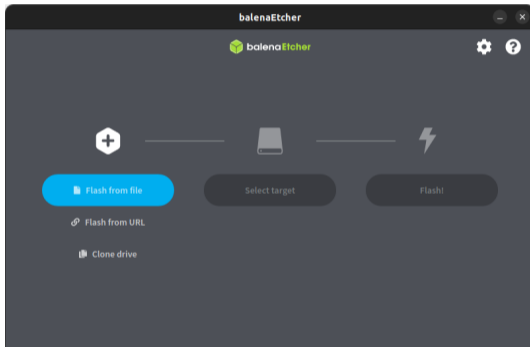 balenaEtcher
balenaEtcher
Flash from file
Select target
Flash!
Flash from URL
Clone drive